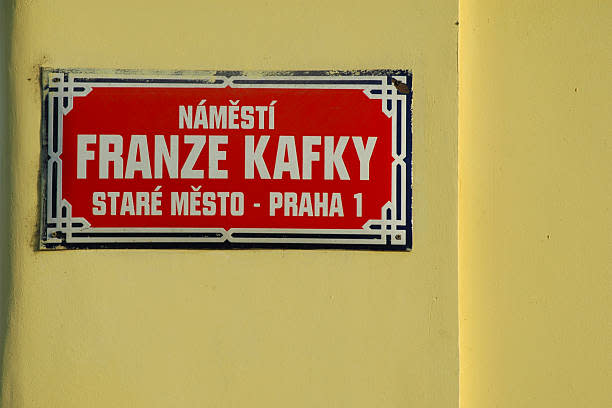 NÁMĚSTÍ
FRANZE KAFKY
STARÉ MĚSTO - PRAHA 1